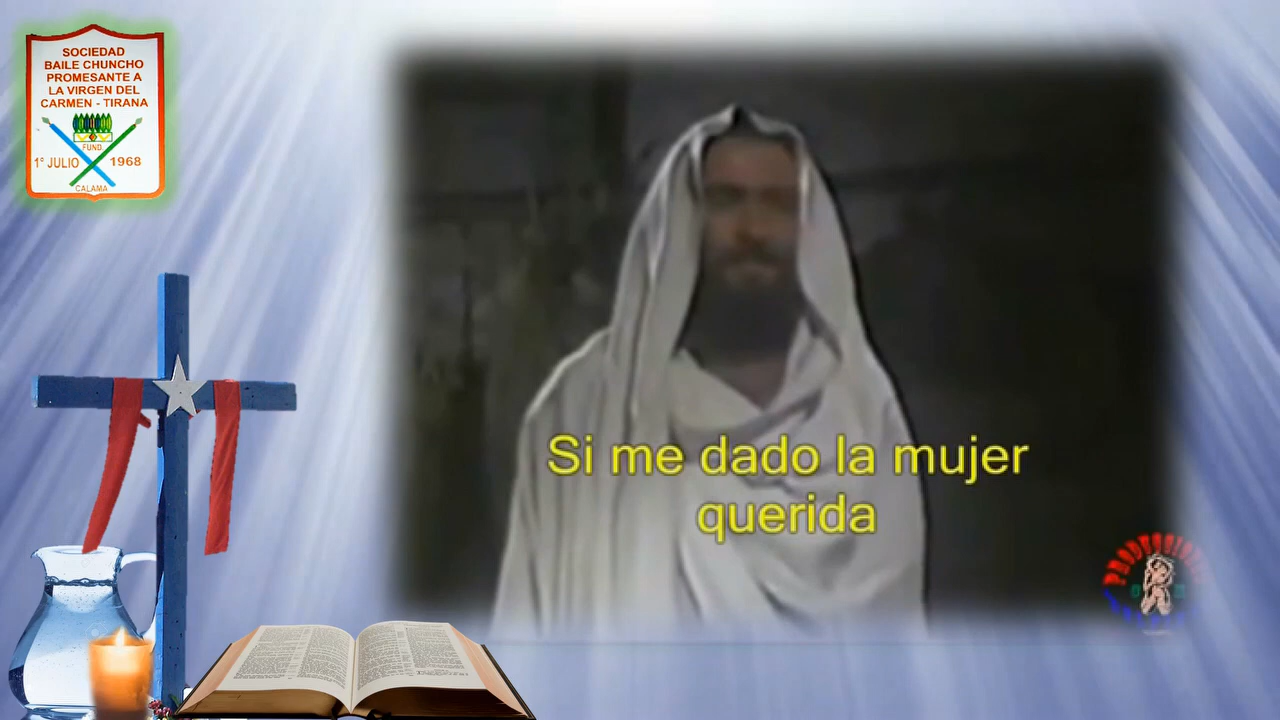 SOCIEDAD
BAILE CHUNCHO
PROMESANTE A
LA VIRGEN DEL
CARMEN - TIRANA
FUND
1º JULIO 1968
CALAMA
Si me dado la mujer
querida